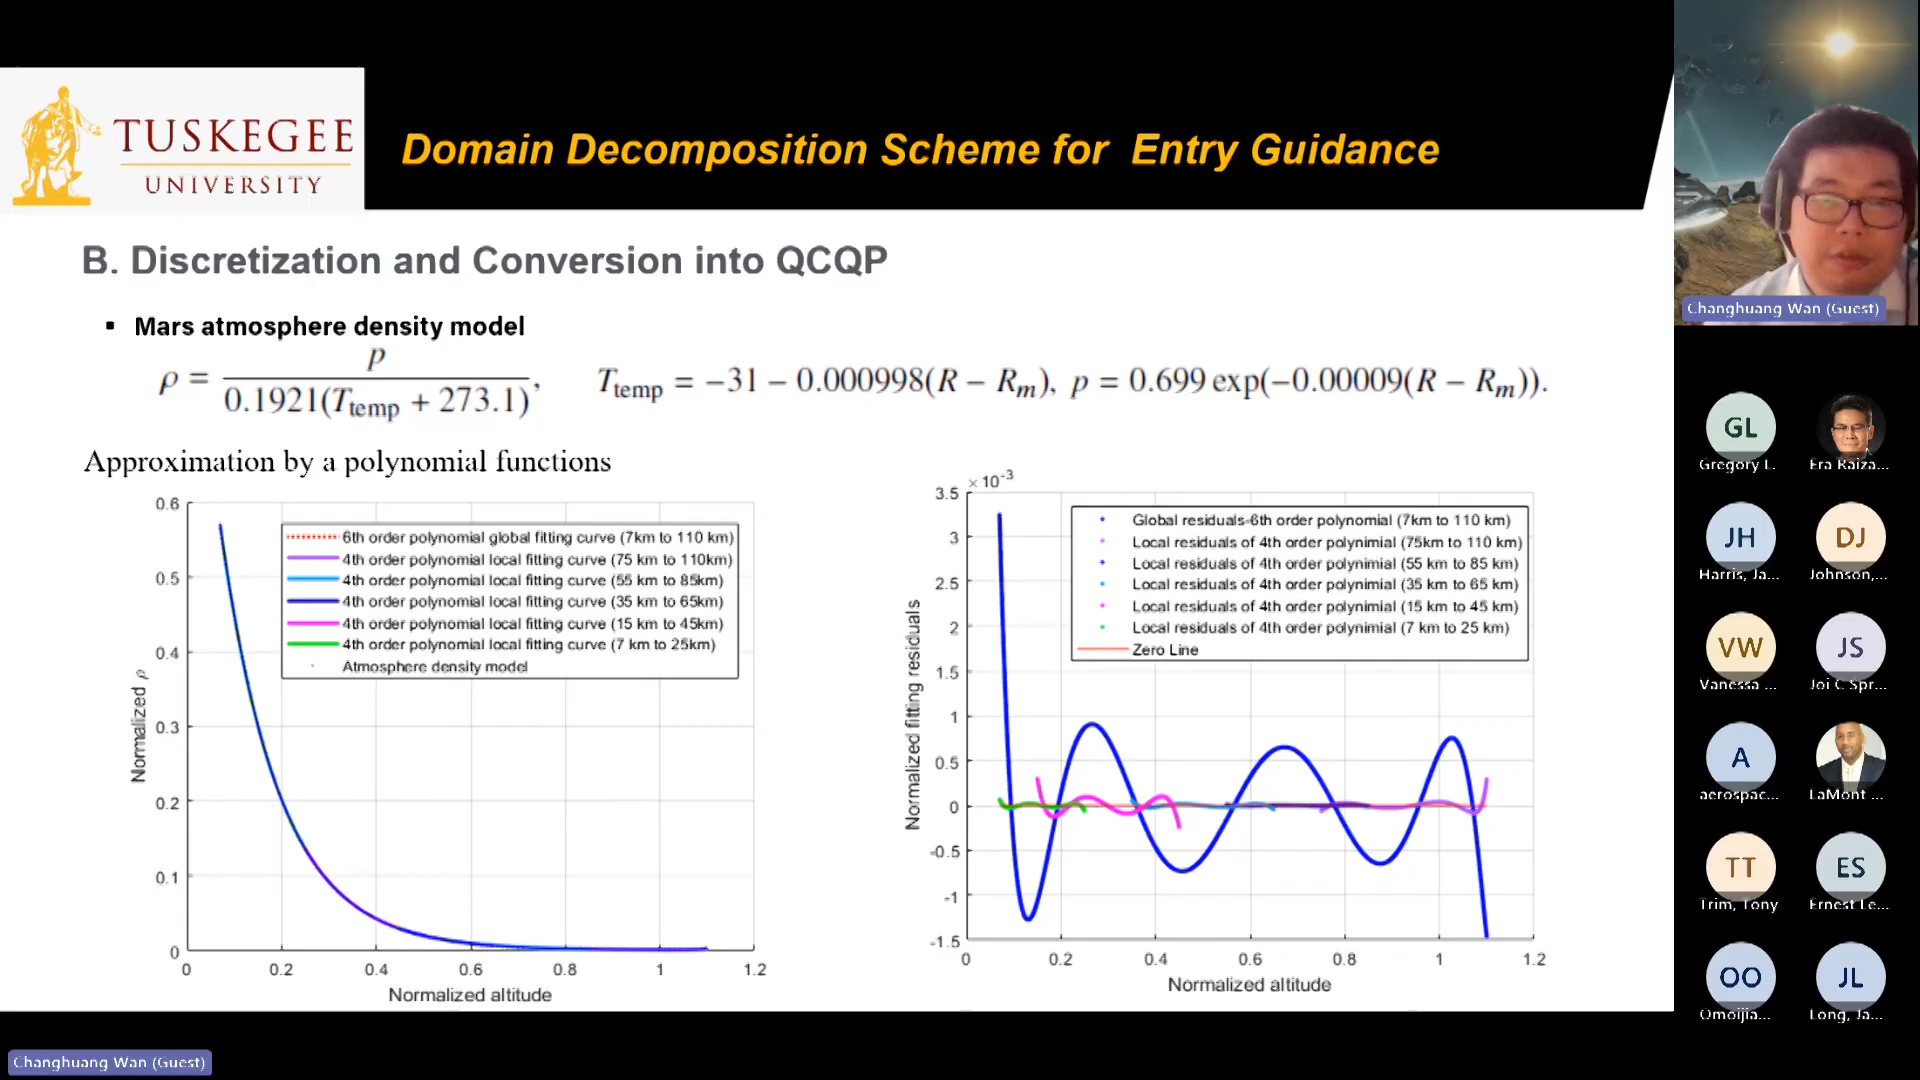 TUSKEGEE
UNIVERSITY
Domain Decomposition Scheme for Entry Guidance
B. Discretization and Conversion into QCQP
▪ Mars atmosphere density model
ρ = p / 0.1921(T_temp + 273.1), T_temp = −31 − 0.000998(R − R_m), p = 0.699 exp(−0.00009(R − R_m)).
Approximation by a polynomial functions
0.6
0.5
0.4
0.3
0.2
0.1
0
Normalized ρ
6th order polynomial global fitting curve (7km to 110 km)
4th order polynomial local fitting curve (75 km to 110km)
4th order polynomial local fitting curve (55 km to 85km)
4th order polynomial local fitting curve (35 km to 65km)
4th order polynomial local fitting curve (15 km to 45km)
4th order polynomial local fitting curve (7 km to 25km)
Atmosphere density model
0 0.2 0.4 0.6 0.8 1 1.2
Normalized altitude
× 10⁻³
3.5
3
2.5
2
1.5
1
0.5
0
-0.5
-1
-1.5
Normalized fitting residuals
Global residuals-6th order polynomial (7km to 110 km)
Local residuals of 4th order polynimial (75km to 110 km)
Local residuals of 4th order polynimial (55 km to 85 km)
Local residuals of 4th order polynimial (35 km to 65 km)
Local residuals of 4th order polynimial (15 km to 45 km)
Local residuals of 4th order polynimial (7 km to 25 km)
Zero Line
0 0.2 0.4 0.6 0.8 1 1.2
Normalized altitude
Changhuang Wan (Guest)
GL
Gregory L.
Era Raiza...
JH
Harris, Ja...
DJ
Johnson,...
VW
Vanessa ...
JS
Joi C Spr...
A
aerospac...
LaMont ...
TT
Trim, Tony
ES
Ernest Le...
OO
Omoijia...
JL
Long, Ja...
Changhuang Wan (Guest)